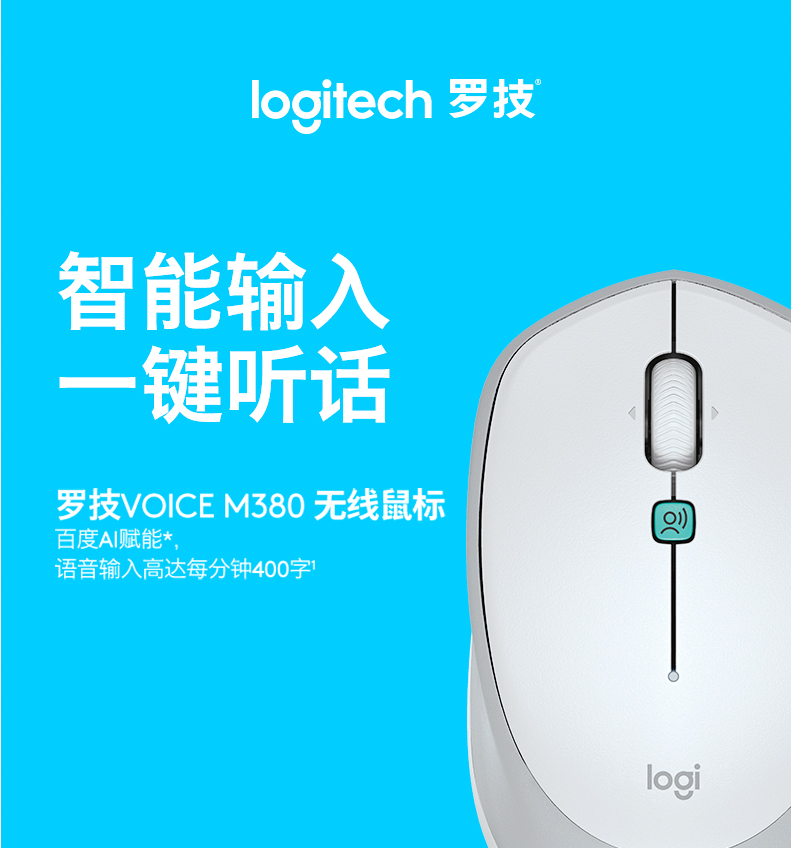 logitech 罗技®
智能输入
一键听话
罗技VOICE M380 无线鼠标
百度AI赋能*,
语音输入高达每分钟400字¹
logi